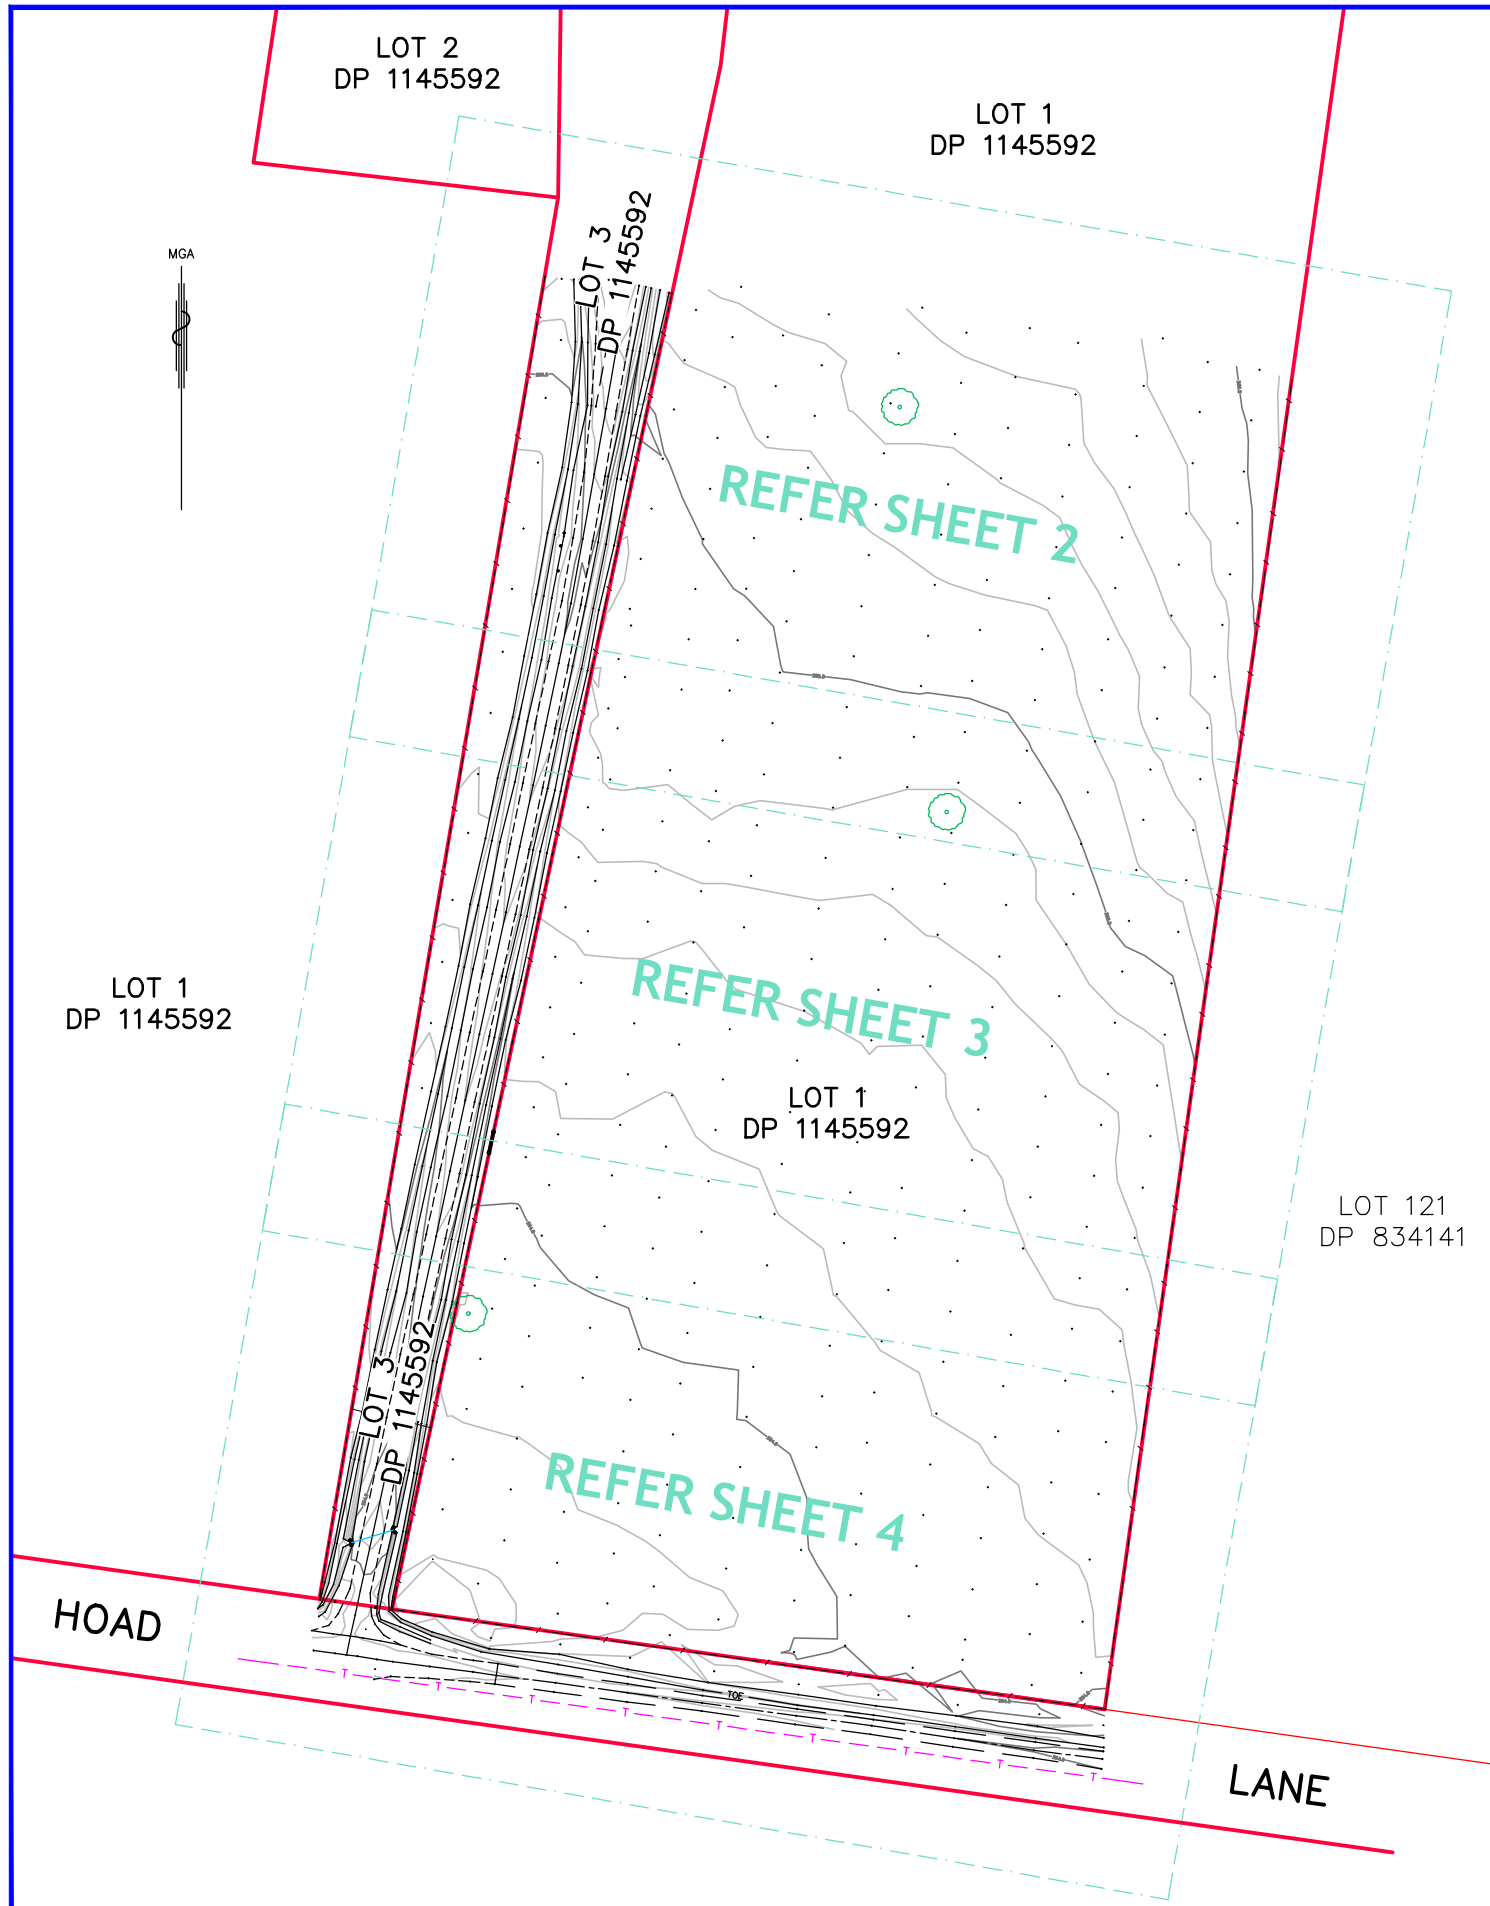 LOT 2
DP 1145592
LOT 1
DP 1145592
MGA
LOT 3
DP 1145592
REFER SHEET 2
LOT 1
DP 1145592
REFER SHEET 3
LOT 1
DP 1145592
LOT 121
DP 834141
LOT 3
DP 1145592
REFER SHEET 4
HOAD
LANE
TOE
T
T
T
T
T
T
T
T
T